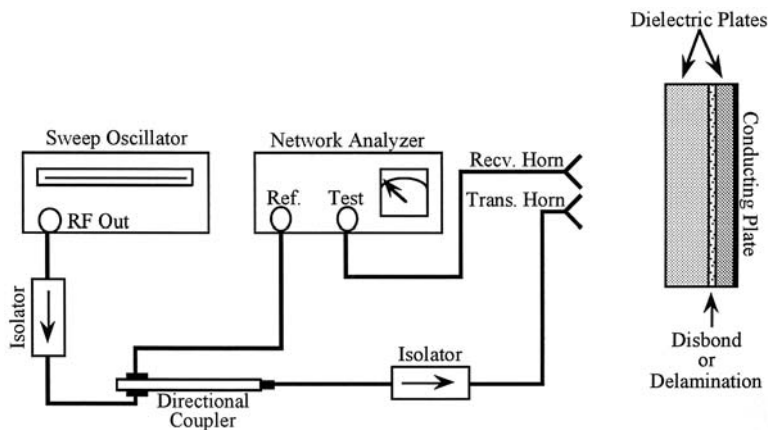 Dielectric Plates
Sweep Oscillator
Network Analyzer
RF Out
Ref.
Test
Recv. Horn
Trans. Horn
Conducting Plate
Isolator
Isolator
Directional
Coupler
Disbond
or
Delamination